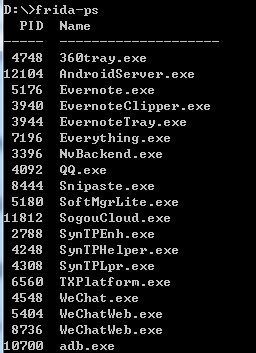 D:\>frida-ps
  PID  Name
-----  --------------------
 4748  360tray.exe
12104  AndroidServer.exe
 5176  Evernote.exe
 3940  EvernoteClipper.exe
 3944  EvernoteTray.exe
 7196  Everything.exe
 3396  NvBackend.exe
 4092  QQ.exe
 8444  Snipaste.exe
 5180  SoftMgrLite.exe
11812  SogouCloud.exe
 2788  SynTPEnh.exe
 4248  SynTPHelper.exe
 4308  SynTPLpr.exe
 6560  TXPlatform.exe
 4548  WeChat.exe
 5404  WeChatWeb.exe
 8736  WeChatWeb.exe
10700  adb.exe